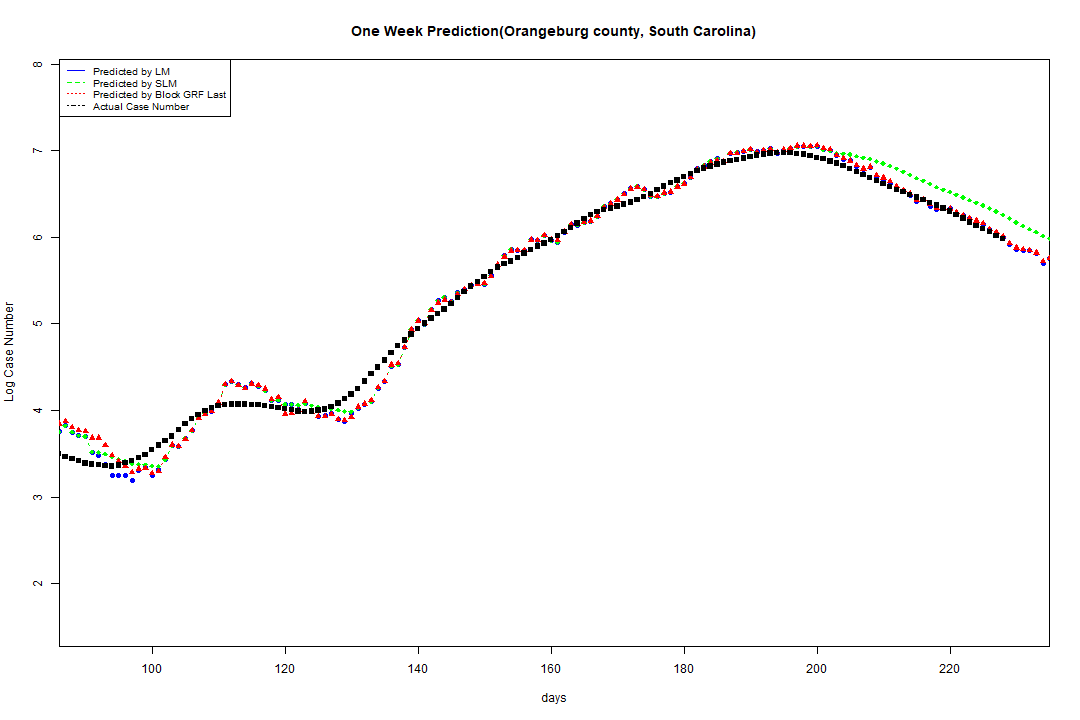 One Week Prediction(Orangeburg county, South Carolina)
8
Predicted by LM
Predicted by SLM
Predicted by Block GRF Last
Actual Case Number
7
6
5
4
3
2
Log Case Number
100 120 140 160 180 200 220
days